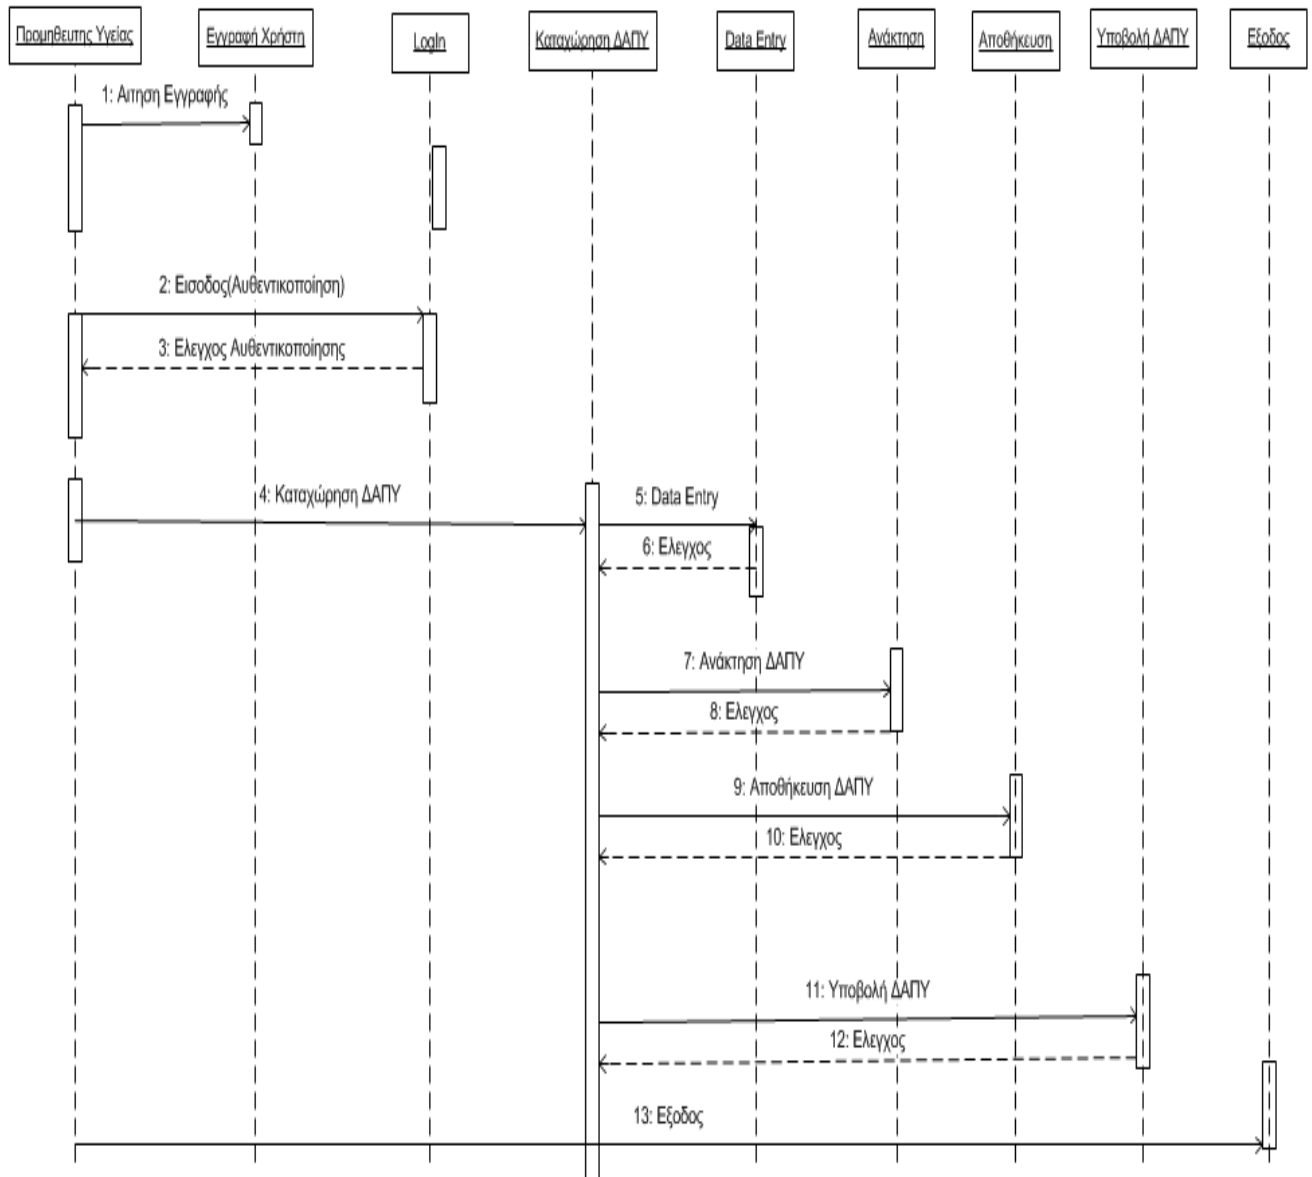 Προμηθευτης Υγείας
Εγγραφή Χρήστη
LogIn
Καταχώρηση ΔΑΠΥ
Data Entry
Ανάκτηση
Αποθήκευση
Υποβολή ΔΑΠΥ
Εξοδος
1: Αιτηση Εγγραφής
2: Εισοδος(Αυθεντικοποίηση)
3: Ελεγχος Αυθεντικοποίησης
4: Καταχώρηση ΔΑΠΥ
5: Data Entry
6: Ελεγχος
7: Ανάκτηση ΔΑΠΥ
8: Ελεγχος
9: Αποθήκευση ΔΑΠΥ
10: Ελεγχος
11: Υποβολή ΔΑΠΥ
12: Ελεγχος
13: Εξοδος